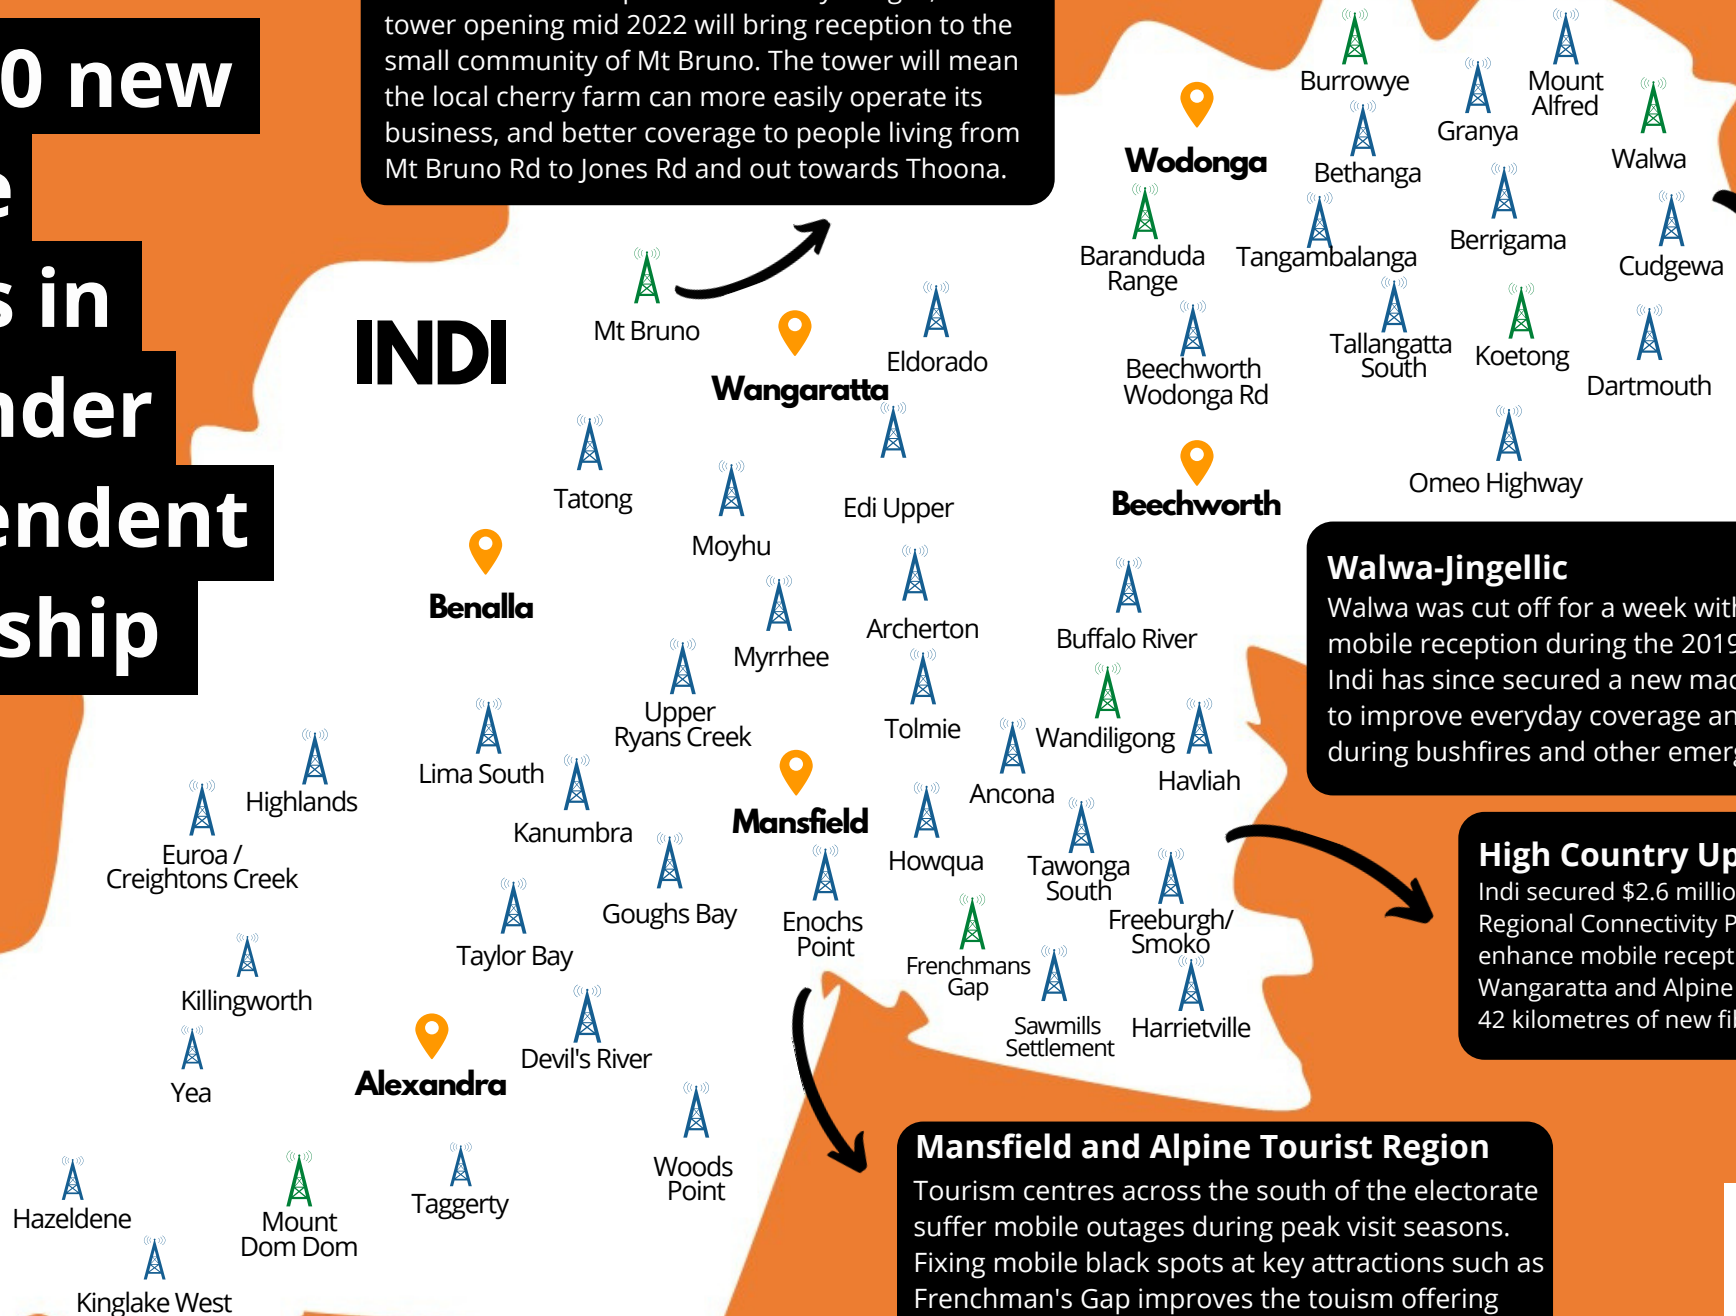 0 new
e
s in
nder
endent
ship
tower opening mid 2022 will bring reception to the
small community of Mt Bruno. The tower will mean
the local cherry farm can more easily operate its
business, and better coverage to people living from
Mt Bruno Rd to Jones Rd and out towards Thoona.
INDI
Burrowye
Mount
Alfred
Granya
Walwa
Wodonga
Bethanga
Berrigama
Cudgewa
Baranduda
Range
Tangambalanga
Mt Bruno
Eldorado
Wangaratta
Beechworth
Wodonga Rd
Tallangatta
South
Koetong
Dartmouth
Tatong
Moyhu
Edi Upper
Beechworth
Omeo Highway
Benalla
Myrrhee
Archerton
Buffalo River
Upper
Ryans Creek
Tolmie
Wandiligong
Havliah
Lima South
Ancona
Highlands
Kanumbra
Mansfield
Howqua
Tawonga
South
Euroa /
Creightons Creek
Goughs Bay
Enochs
Point
Freeburgh/
Smoko
Taylor Bay
Frenchmans
Gap
Killingworth
Sawmills
Settlement
Harrietville
Devil's River
Alexandra
Yea
Woods
Point
Taggerty
Hazeldene
Mount
Dom Dom
Kinglake West
Walwa-Jingellic
Walwa was cut off for a week with
mobile reception during the 2019
Indi has since secured a new mac
to improve everyday coverage an
during bushfires and other emerg
High Country Up
Indi secured $2.6 millio
Regional Connectivity P
enhance mobile recept
Wangaratta and Alpine
42 kilometres of new fi
Mansfield and Alpine Tourist Region
Tourism centres across the south of the electorate
suffer mobile outages during peak visit seasons.
Fixing mobile black spots at key attractions such as
Frenchman's Gap improves the touism offering